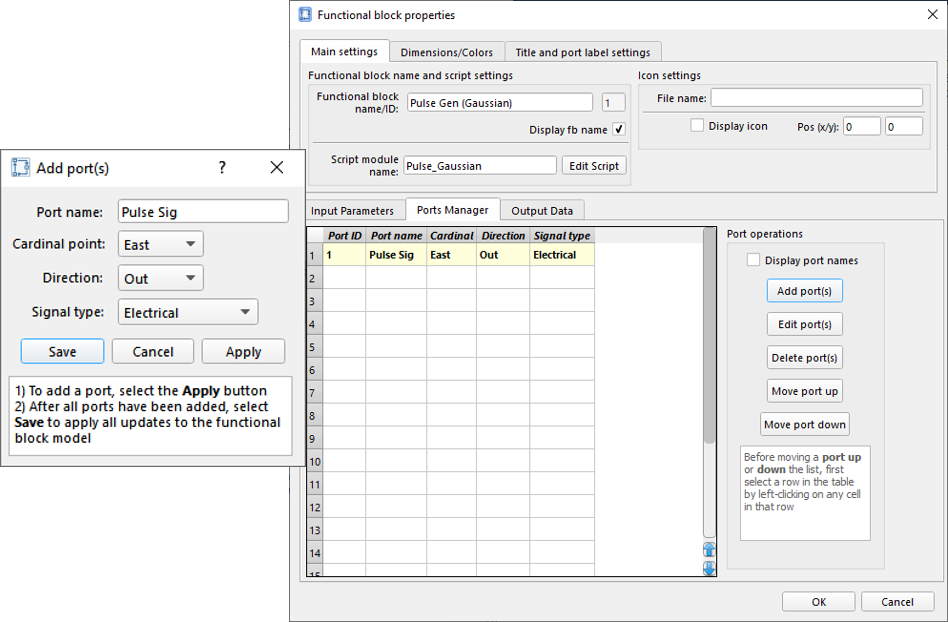 Functional block properties
Main settings
Dimensions/Colors
Title and port label settings
Functional block name and script settings
Functional block
name/ID:
Pulse Gen (Gaussian)
1
Display fb name
Script module
name:
Pulse_Gaussian
Edit Script
Icon settings
File name:
Display icon
Pos (x/y):
0
0
Add port(s)
?
Port name:
Pulse Sig
Cardinal point:
East
Direction:
Out
Signal type:
Electrical
Save
Cancel
Apply
1) To add a port, select the Apply button
2) After all ports have been added, select
Save to apply all updates to the functional
block model
Input Parameters
Ports Manager
Output Data
Port ID Port name Cardinal Direction Signal type
1 1 Pulse Sig East Out Electrical
2
3
4
5
6
7
8
9
10
11
12
13
14
15
Port operations
Display port names
Add port(s)
Edit port(s)
Delete port(s)
Move port up
Move port down
Before moving a port up
or down the list, first
select a row in the table
by left-clicking on any cell
in that row
OK
Cancel